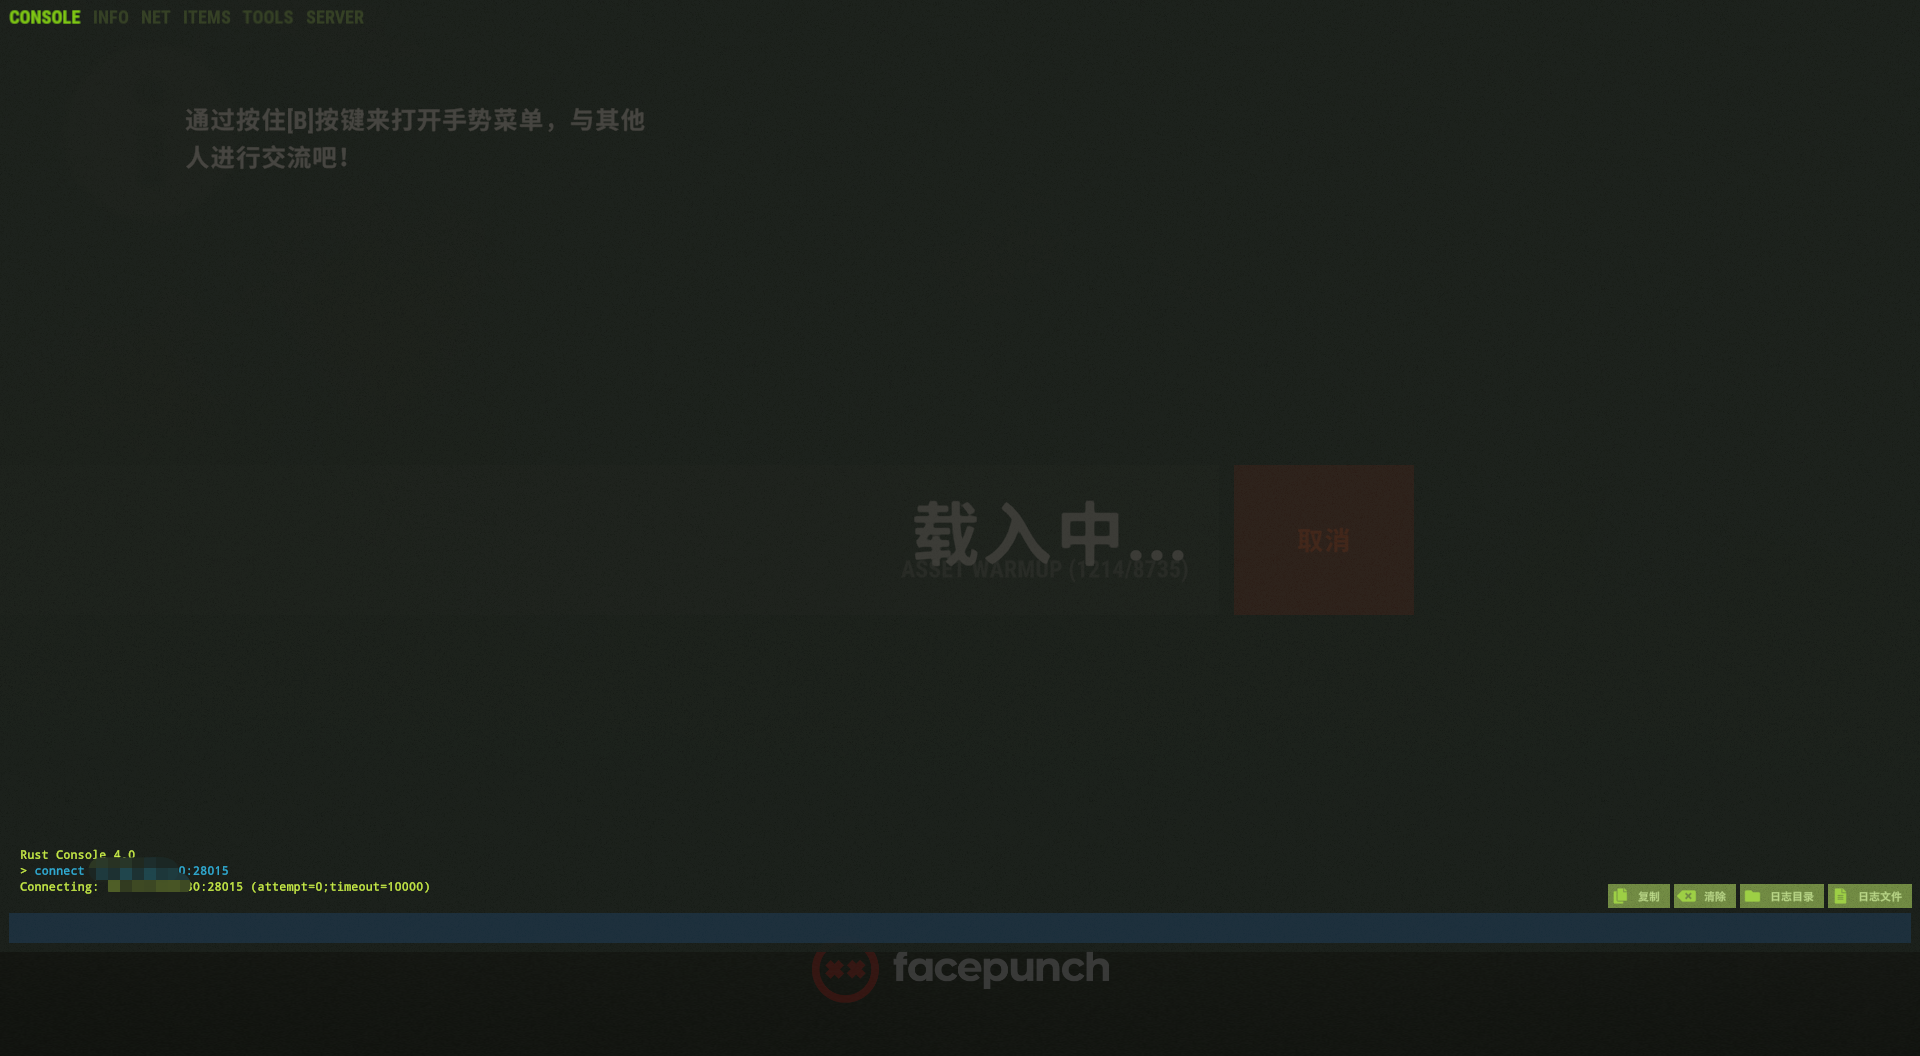 CONSOLE INFO NET ITEMS TOOLS SERVER
通过按住[B]按键来打开手势菜单，与其他
人进行交流吧！
载入中...
取消
ASSET WARMUP (1214/8735)
Rust Console 4.0
> connect 0:28015
Connecting: 30:28015 (attempt=0;timeout=10000)
复制 清除 日志目录 日志文件
facepunch